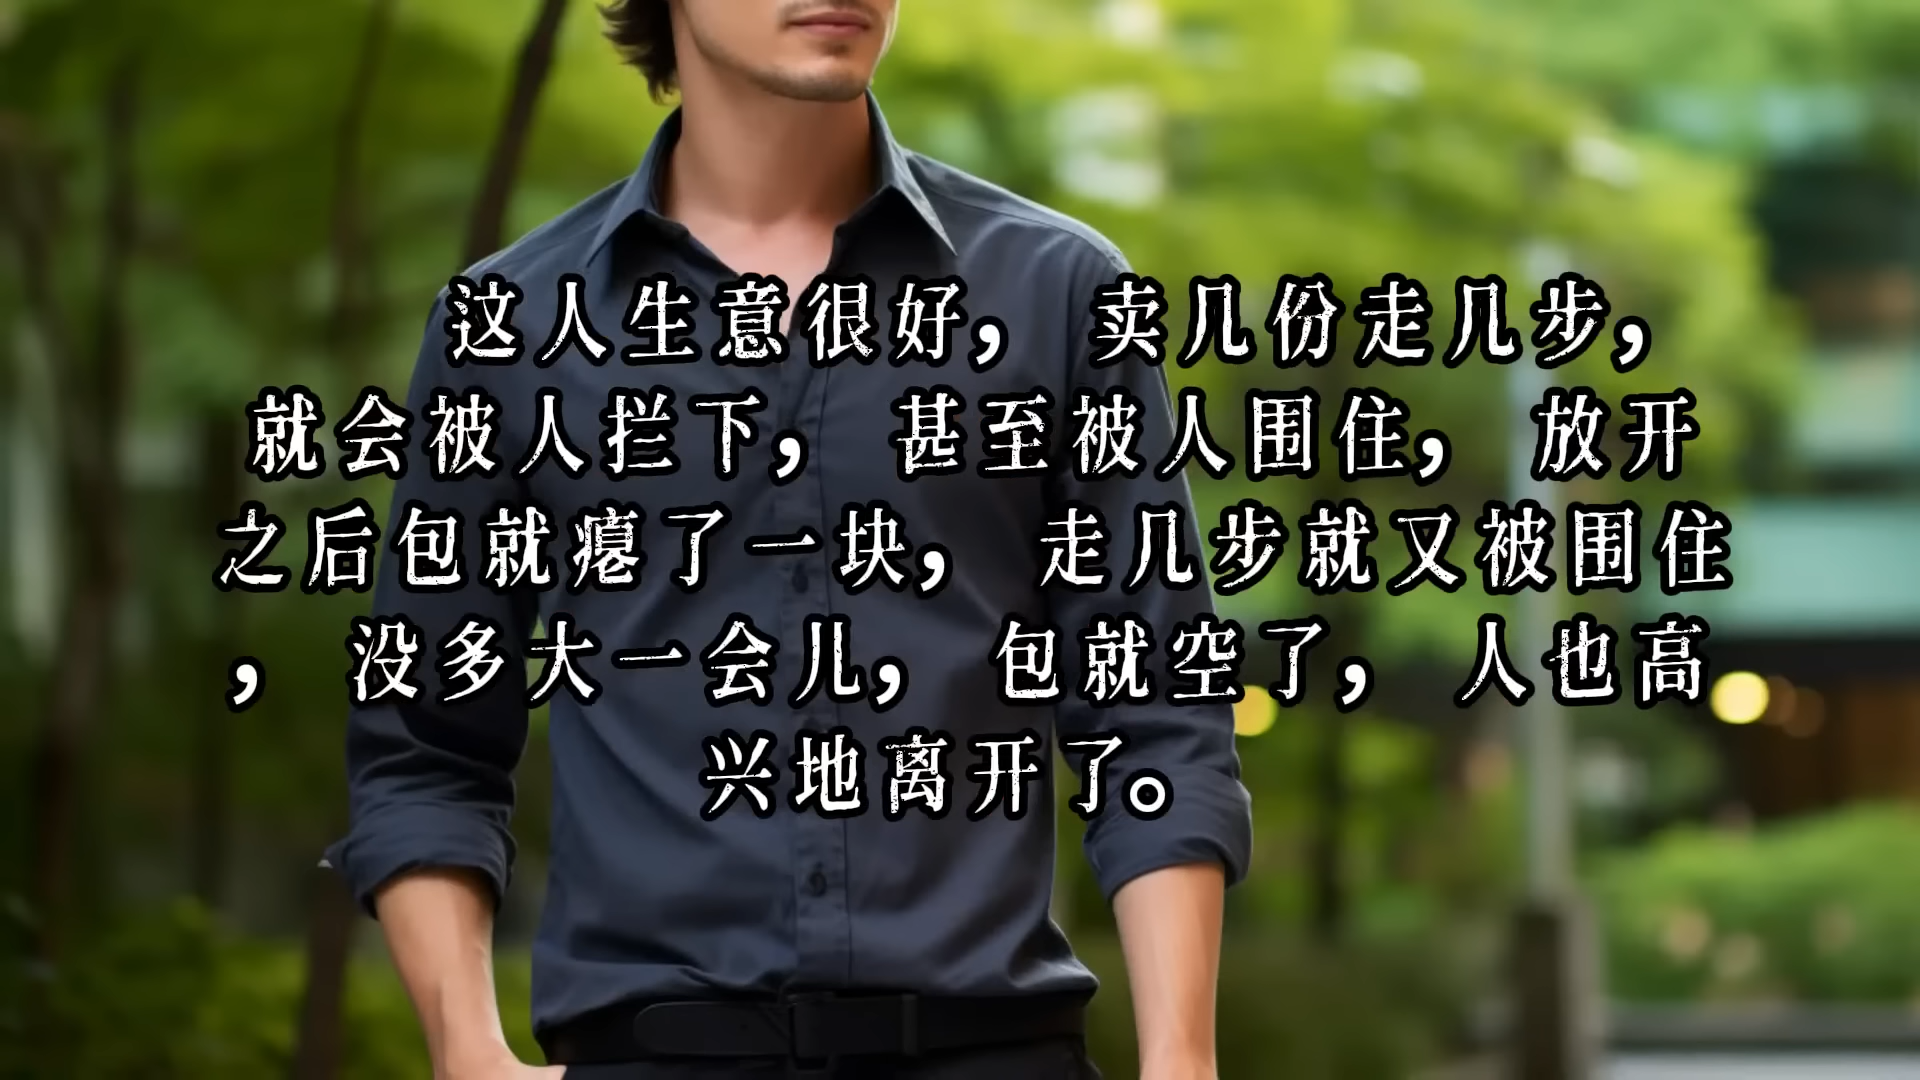 这人生意很好，卖几份走几步，
就会被人拦下，甚至被人围住，放开
之后包就瘪了一块，走几步就又被围住
，没多大一会儿，包就空了，人也高
兴地离开了。